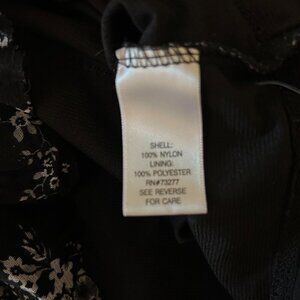 SHELL:
100% NYLON
LINING:
100% POLYESTER
RN#73277
SEE REVERSE
FOR CARE